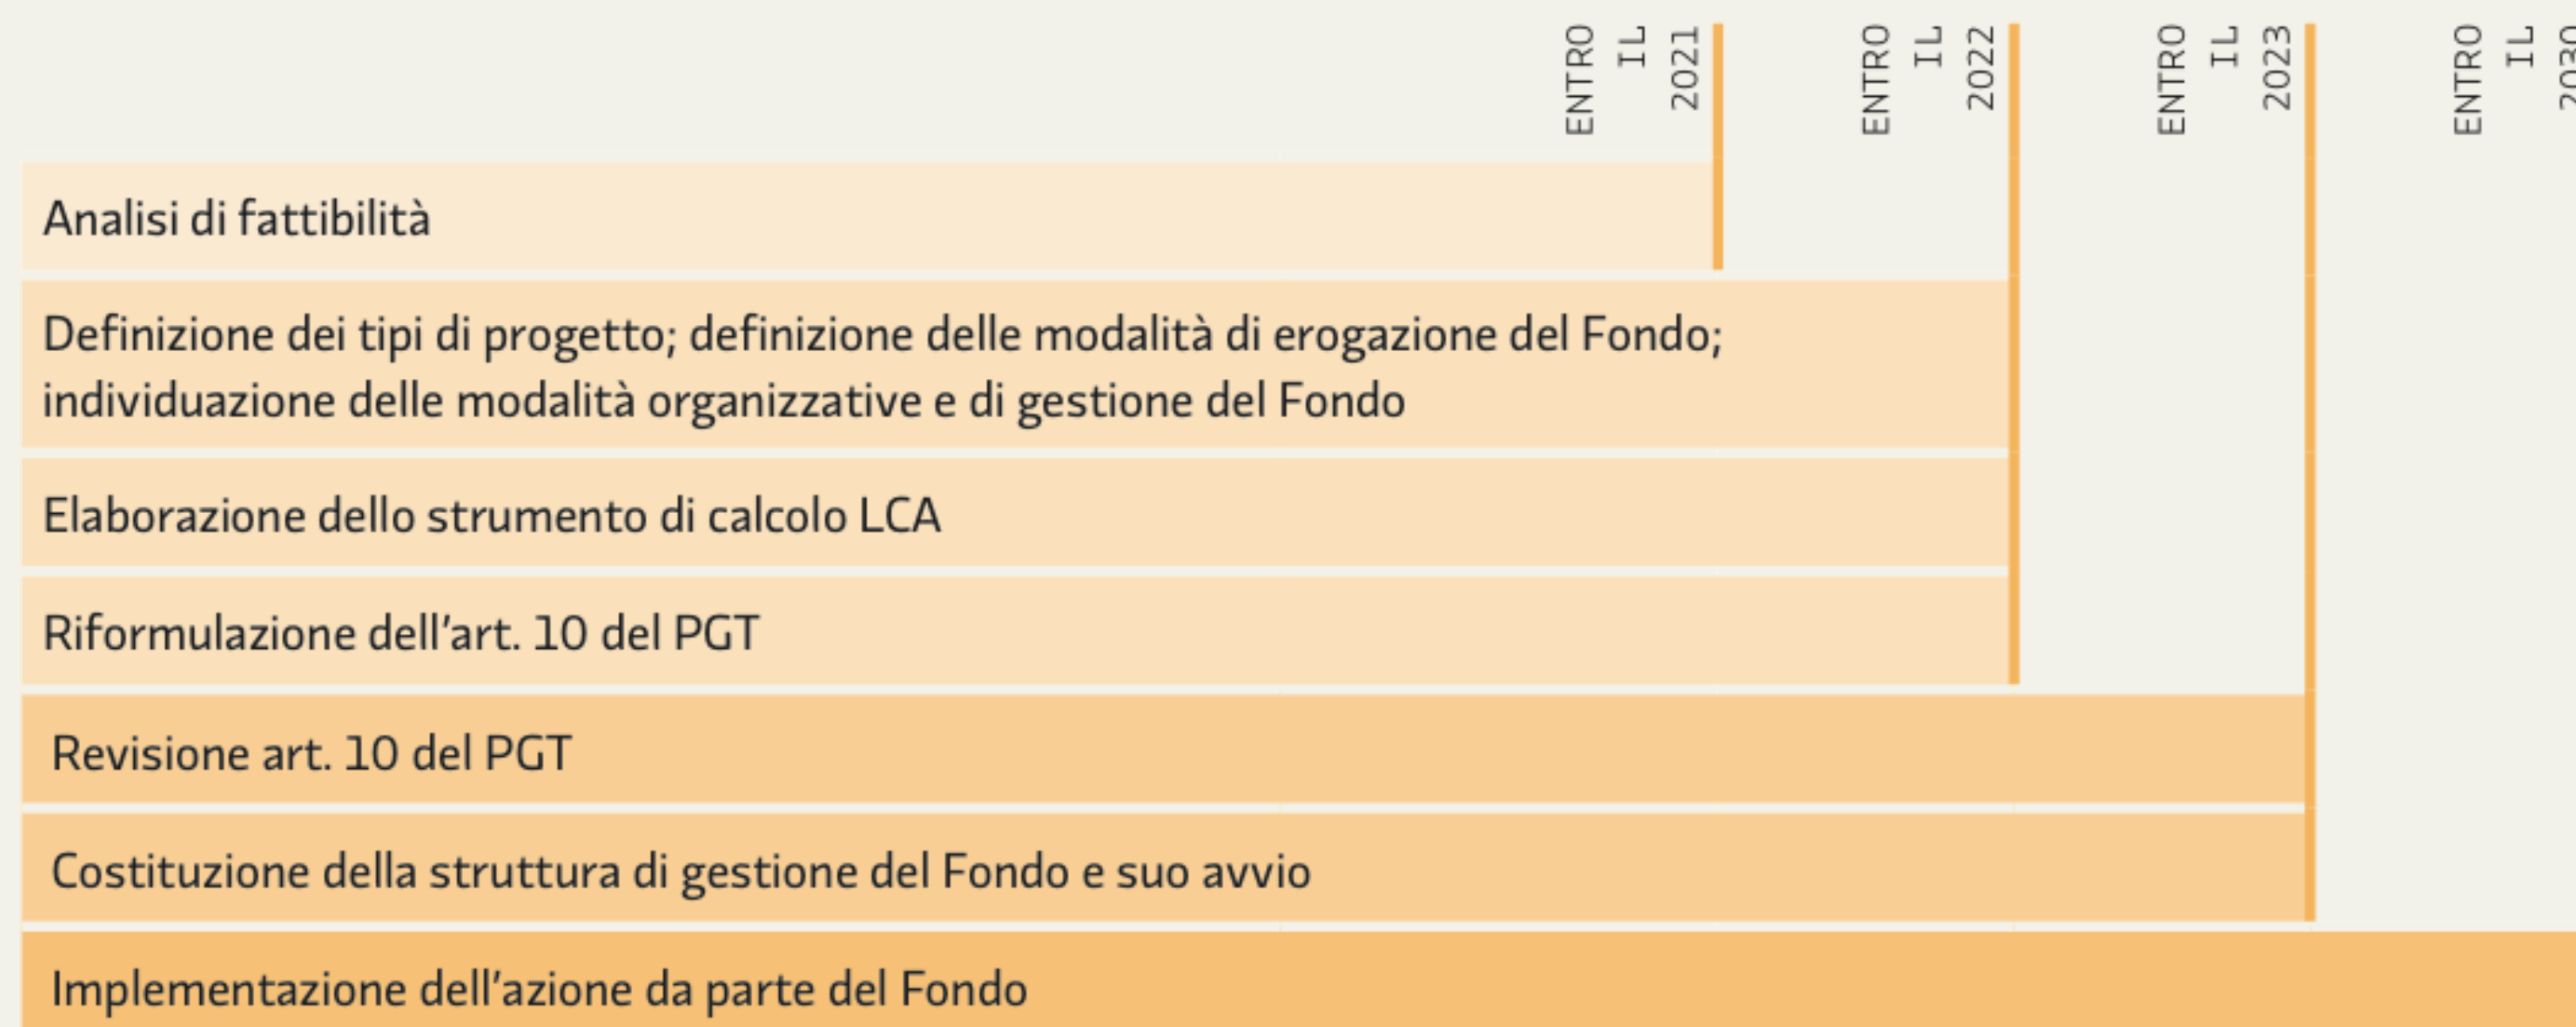 ENTRO
IL
2021
ENTRO
IL
2022
ENTRO
IL
2023
ENTRO
IL
2030
Analisi di fattibilità
Definizione dei tipi di progetto; definizione delle modalità di erogazione del Fondo;
individuazione delle modalità organizzative e di gestione del Fondo
Elaborazione dello strumento di calcolo LCA
Riformulazione dell’art. 10 del PGT
Revisione art. 10 del PGT
Costituzione della struttura di gestione del Fondo e suo avvio
Implementazione dell’azione da parte del Fondo